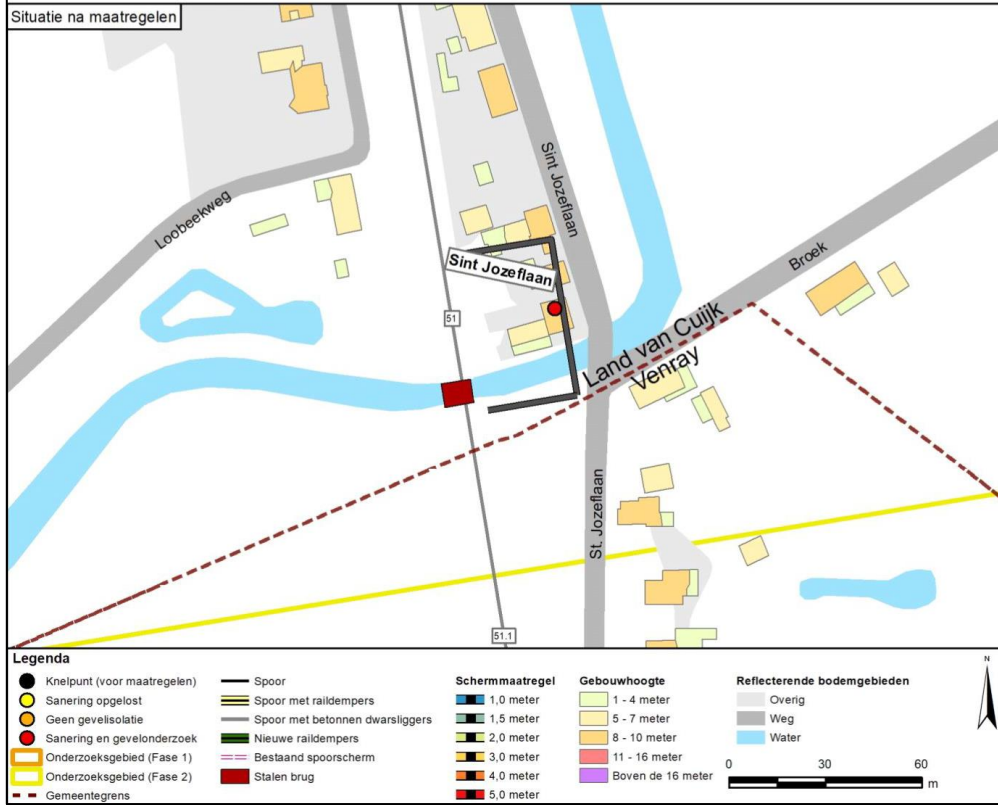 Situatie na maatregelen
Sint Jozeflaan
Loobeekweg
Broek
Sint Jozeflaan
51
Land van Cuijk
Venray
St. Jozeflaan
51.1
Legenda
Knelpunt (voor maatregelen)
Sanering opgelost
Geen gevelisolatie
Sanering en gevelonderzoek
Onderzoeksgebied (Fase 1)
Onderzoeksgebied (Fase 2)
Gemeentegrens
Spoor
Spoor met raildempers
Spoor met betonnen dwarsliggers
Nieuwe raildempers
Bestaand spoorscherm
Stalen brug
Schermmaatregel
1,0 meter
1,5 meter
2,0 meter
3,0 meter
4,0 meter
5,0 meter
Gebouwhoogte
1 - 4 meter
5 - 7 meter
8 - 10 meter
11 - 16 meter
Boven de 16 meter
Reflecterende bodemgebieden
Overig
Weg
Water
N
0 30 60
m